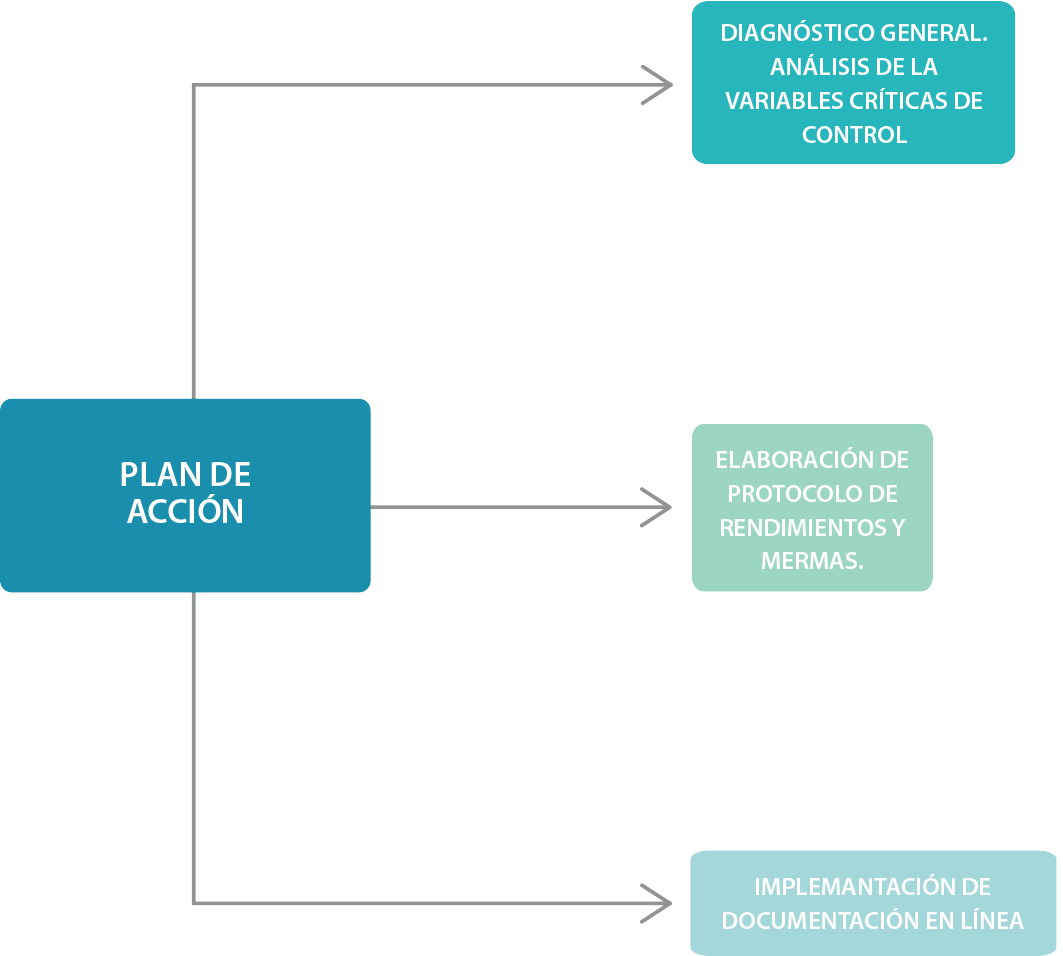 DIAGNÓSTICO GENERAL.
ANÁLISIS DE LA
VARIABLES CRÍTICAS DE
CONTROL
PLAN DE
ACCIÓN
ELABORACIÓN DE
PROTOCOLO DE
RENDIMIENTOS Y
MERMAS.
IMPLEMANTACIÓN DE
DOCUMENTACIÓN EN LÍNEA